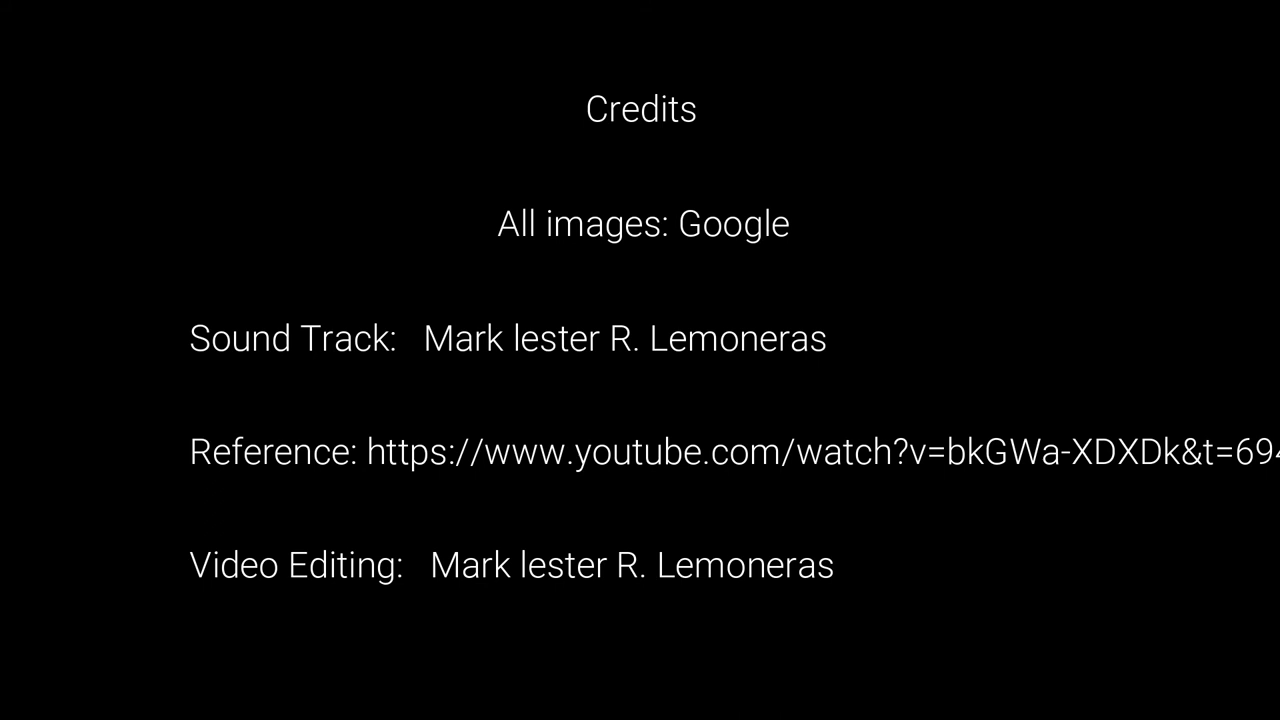 Credits
All images: Google
Sound Track: Mark lester R. Lemoneras
Reference: https://www.youtube.com/watch?v=bkGWa-XDXDk&t=694
Video Editing: Mark lester R. Lemoneras